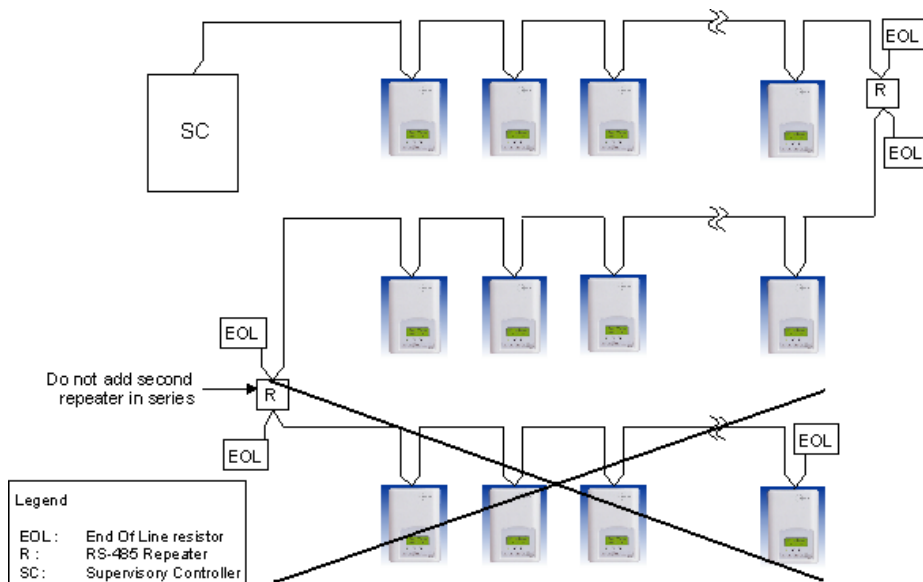 EOL
SC
R
EOL
EOL
Do not add second
repeater in series
R
EOL
EOL
Legend
EOL : End Of Line resistor
R : RS-485 Repeater
SC: Supervisory Controller